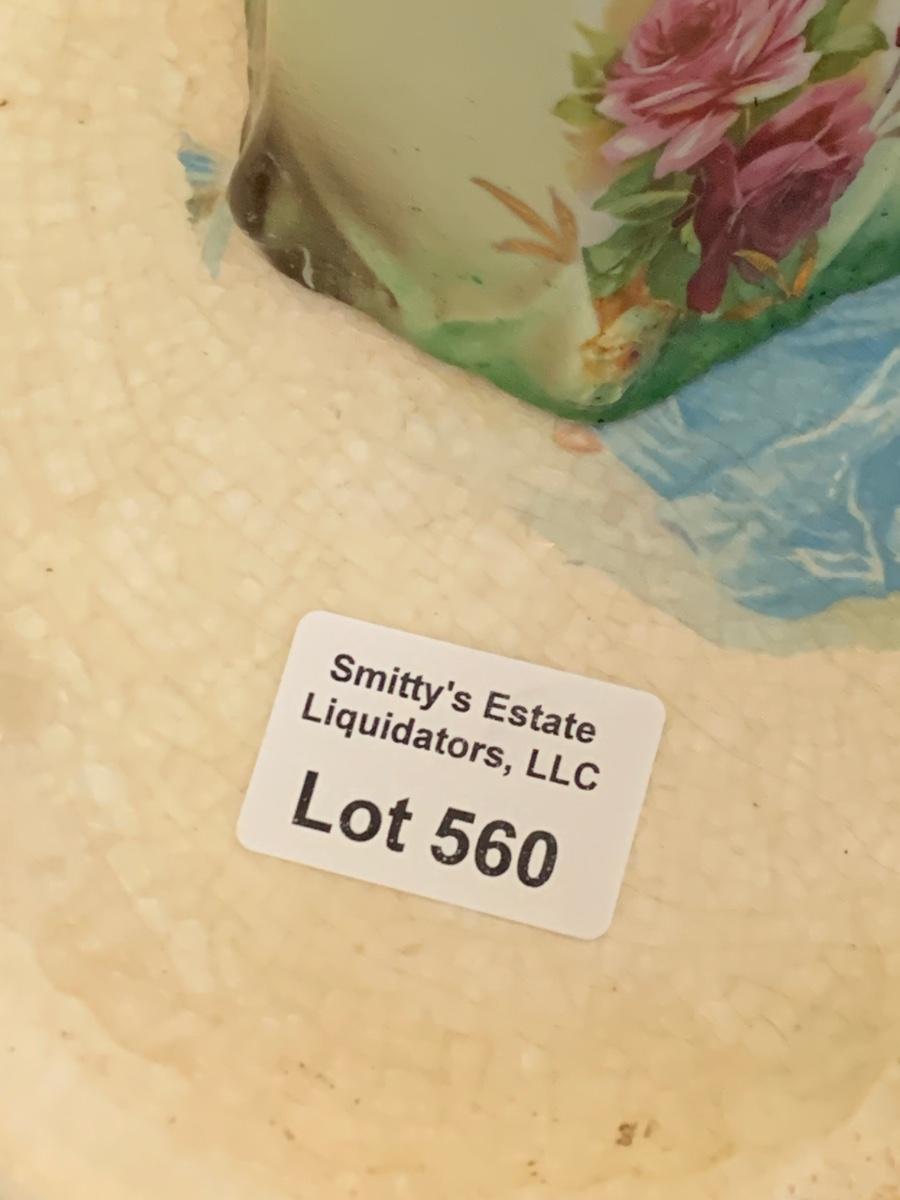 Smitty's Estate
Liquidators, LLC
Lot 560